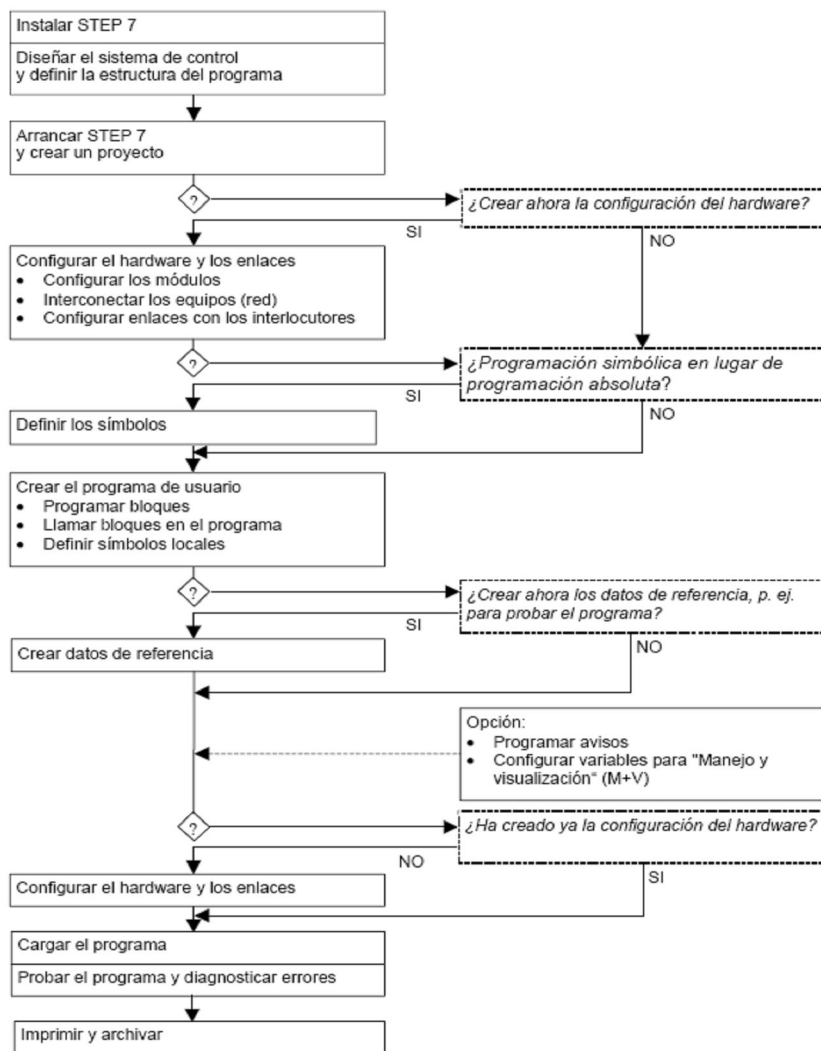 Instalar STEP 7
Diseñar el sistema de control
y definir la estructura del programa
Arrancar STEP 7
y crear un proyecto
?
¿Crear ahora la configuración del hardware?
SI
NO
Configurar el hardware y los enlaces
• Configurar los módulos
• Interconectar los equipos (red)
• Configurar enlaces con los interlocutores
?
¿Programación simbólica en lugar de
programación absoluta?
SI
NO
Definir los símbolos
Crear el programa de usuario
• Programar bloques
• Llamar bloques en el programa
• Definir símbolos locales
?
¿Crear ahora los datos de referencia, p. ej.
para probar el programa?
SI
NO
Crear datos de referencia
Opción:
• Programar avisos
• Configurar variables para "Manejo y
visualización“ (M+V)
?
¿Ha creado ya la configuración del hardware?
NO
SI
Configurar el hardware y los enlaces
Cargar el programa
Probar el programa y diagnosticar errores
Imprimir y archivar